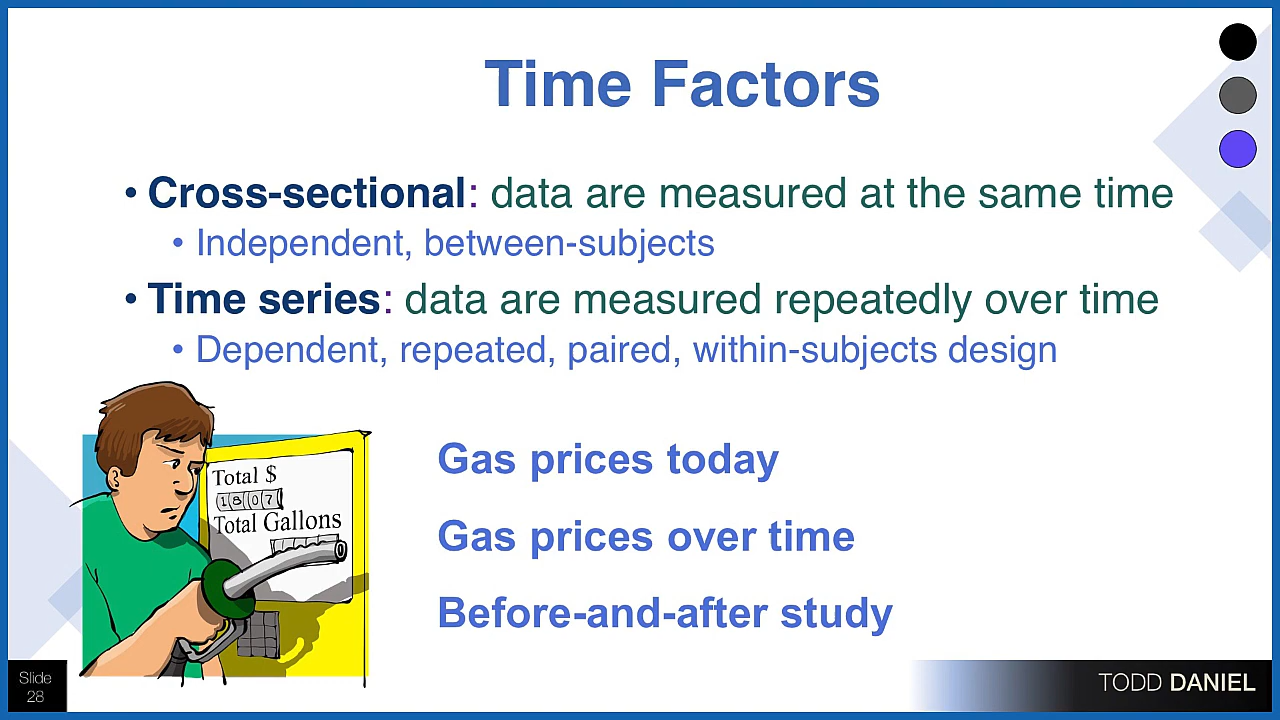 Time Factors
• Cross-sectional: data are measured at the same time
• Independent, between-subjects
• Time series: data are measured repeatedly over time
• Dependent, repeated, paired, within-subjects design
Total $
1807
Total Gallons
Gas prices today
Gas prices over time
Before-and-after study
Slide
28
TODD DANIEL